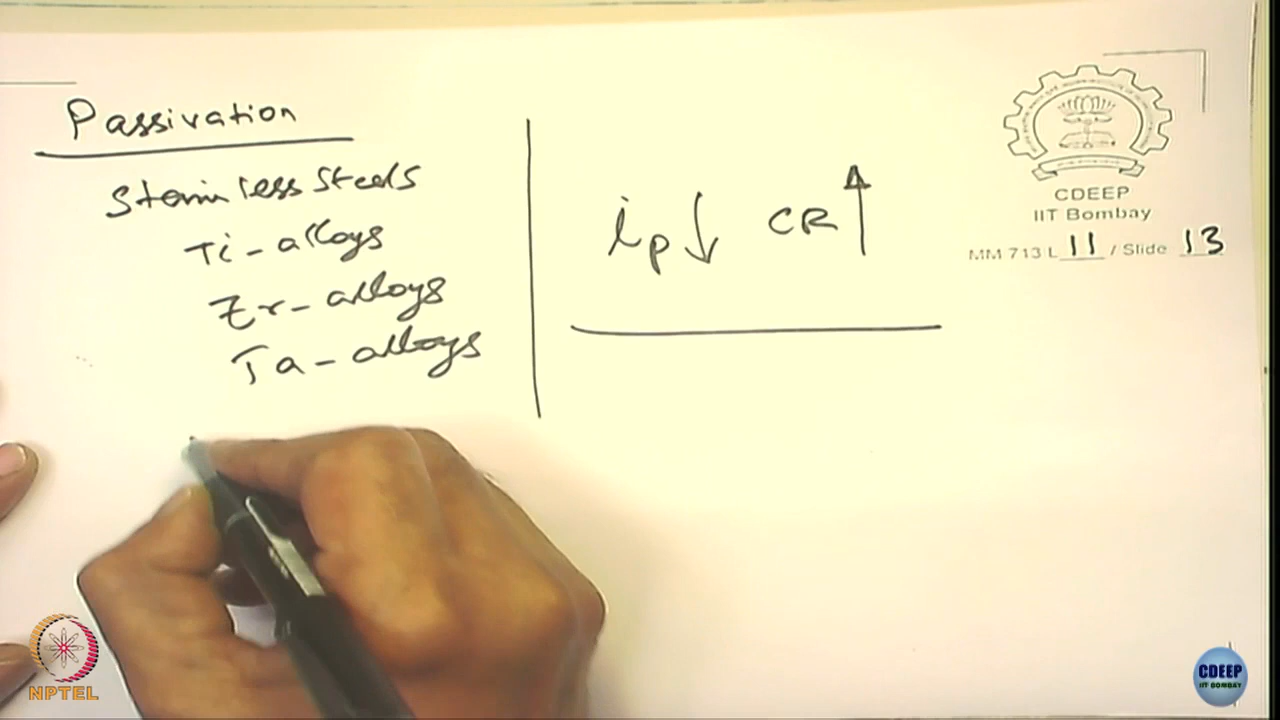 Passivation
Stainless Steels
Ti - alloys
Zr - alloys
Ta - alloys
ip ↓ CR ↑
CDEEP
IIT Bombay
MM 713 L 11 / Slide 13
NPTEL
CDEEP
IIT BOMBAY